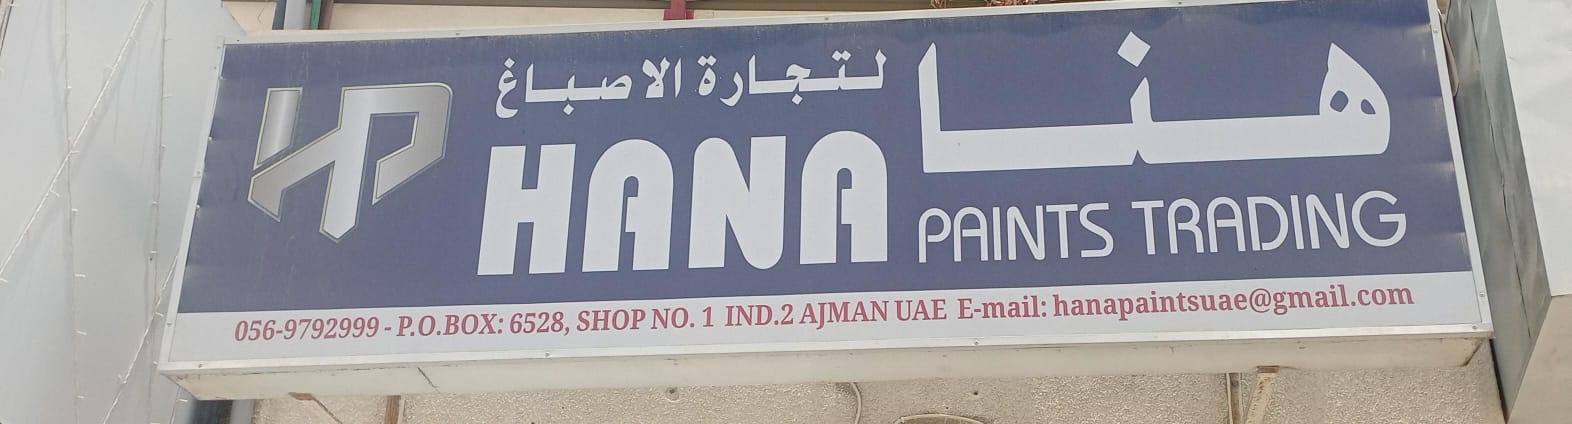 هنا
لتجارة الاصباغ
HANA PAINTS TRADING
056-9792999 - P.O.BOX: 6528, SHOP NO. 1 IND.2 AJMAN UAE E-mail: hanapaintsuae@gmail.com